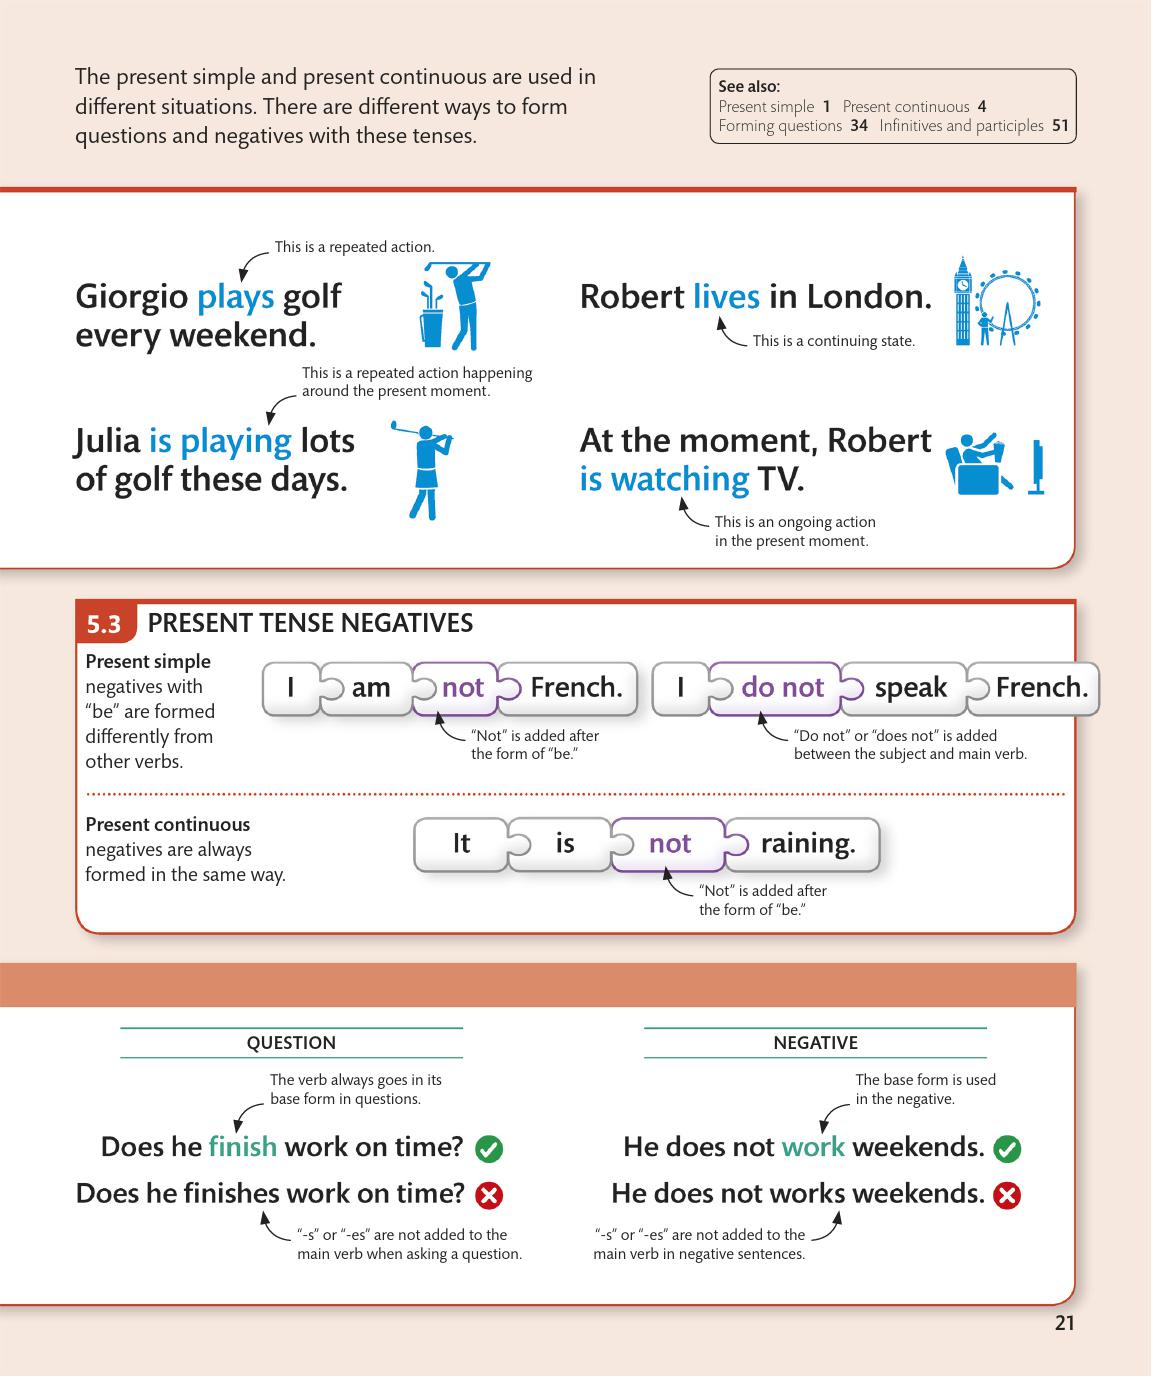 The present simple and present continuous are used in
different situations. There are different ways to form
questions and negatives with these tenses.
See also:
Present simple 1 Present continuous 4
Forming questions 34 Infinitives and participles 51
This is a repeated action.
Giorgio plays golf
every weekend.
Robert lives in London.
This is a continuing state.
This is a repeated action happening
around the present moment.
Julia is playing lots
of golf these days.
At the moment, Robert
is watching TV.
This is an ongoing action
in the present moment.
5.3 PRESENT TENSE NEGATIVES
Present simple
negatives with
“be” are formed
differently from
other verbs.
I am not French.
“Not” is added after
the form of “be.”
I do not speak French.
“Do not” or “does not” is added
between the subject and main verb.
Present continuous
negatives are always
formed in the same way.
It is not raining.
“Not” is added after
the form of “be.”
QUESTION
The verb always goes in its
base form in questions.
Does he finish work on time?
Does he finishes work on time?
“-s” or “-es” are not added to the
main verb when asking a question.
NEGATIVE
The base form is used
in the negative.
He does not work weekends.
He does not works weekends.
“-s” or “-es” are not added to the
main verb in negative sentences.
21